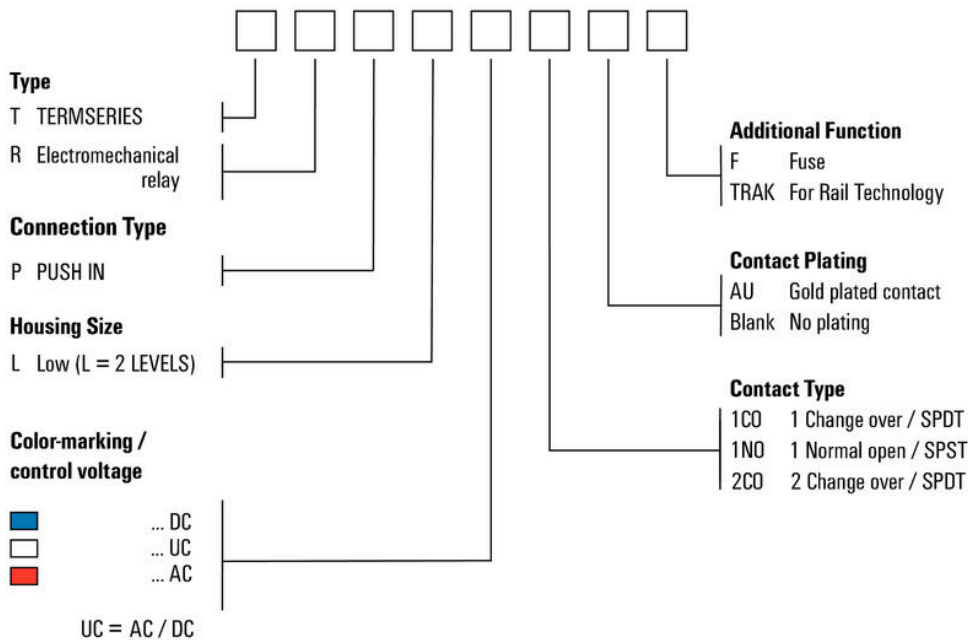 Type
T TERMSERIES
R Electromechanical
relay
Connection Type
P PUSH IN
Housing Size
L Low (L = 2 LEVELS)
Color-marking /
control voltage
... DC
... UC
... AC
UC = AC / DC
Additional Function
F Fuse
TRAK For Rail Technology
Contact Plating
AU Gold plated contact
Blank No plating
Contact Type
1CO 1 Change over / SPDT
1NO 1 Normal open / SPST
2CO 2 Change over / SPDT